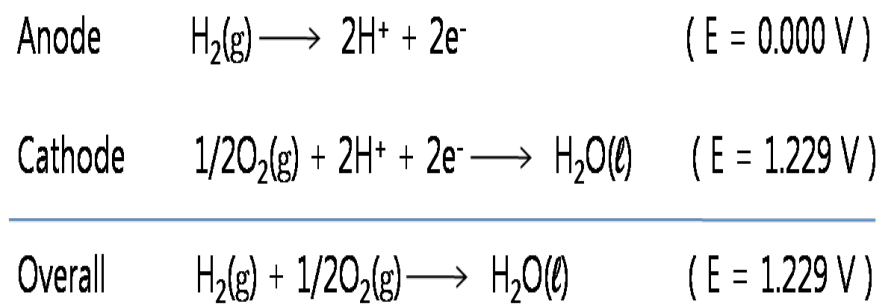 Anode H₂(g) ⟶ 2H⁺ + 2e⁻ ( E = 0.000 V )
Cathode 1/2O₂(g) + 2H⁺ + 2e⁻ ⟶ H₂O(ℓ) ( E = 1.229 V )
Overall H₂(g) + 1/2O₂(g) ⟶ H₂O(ℓ) ( E = 1.229 V )